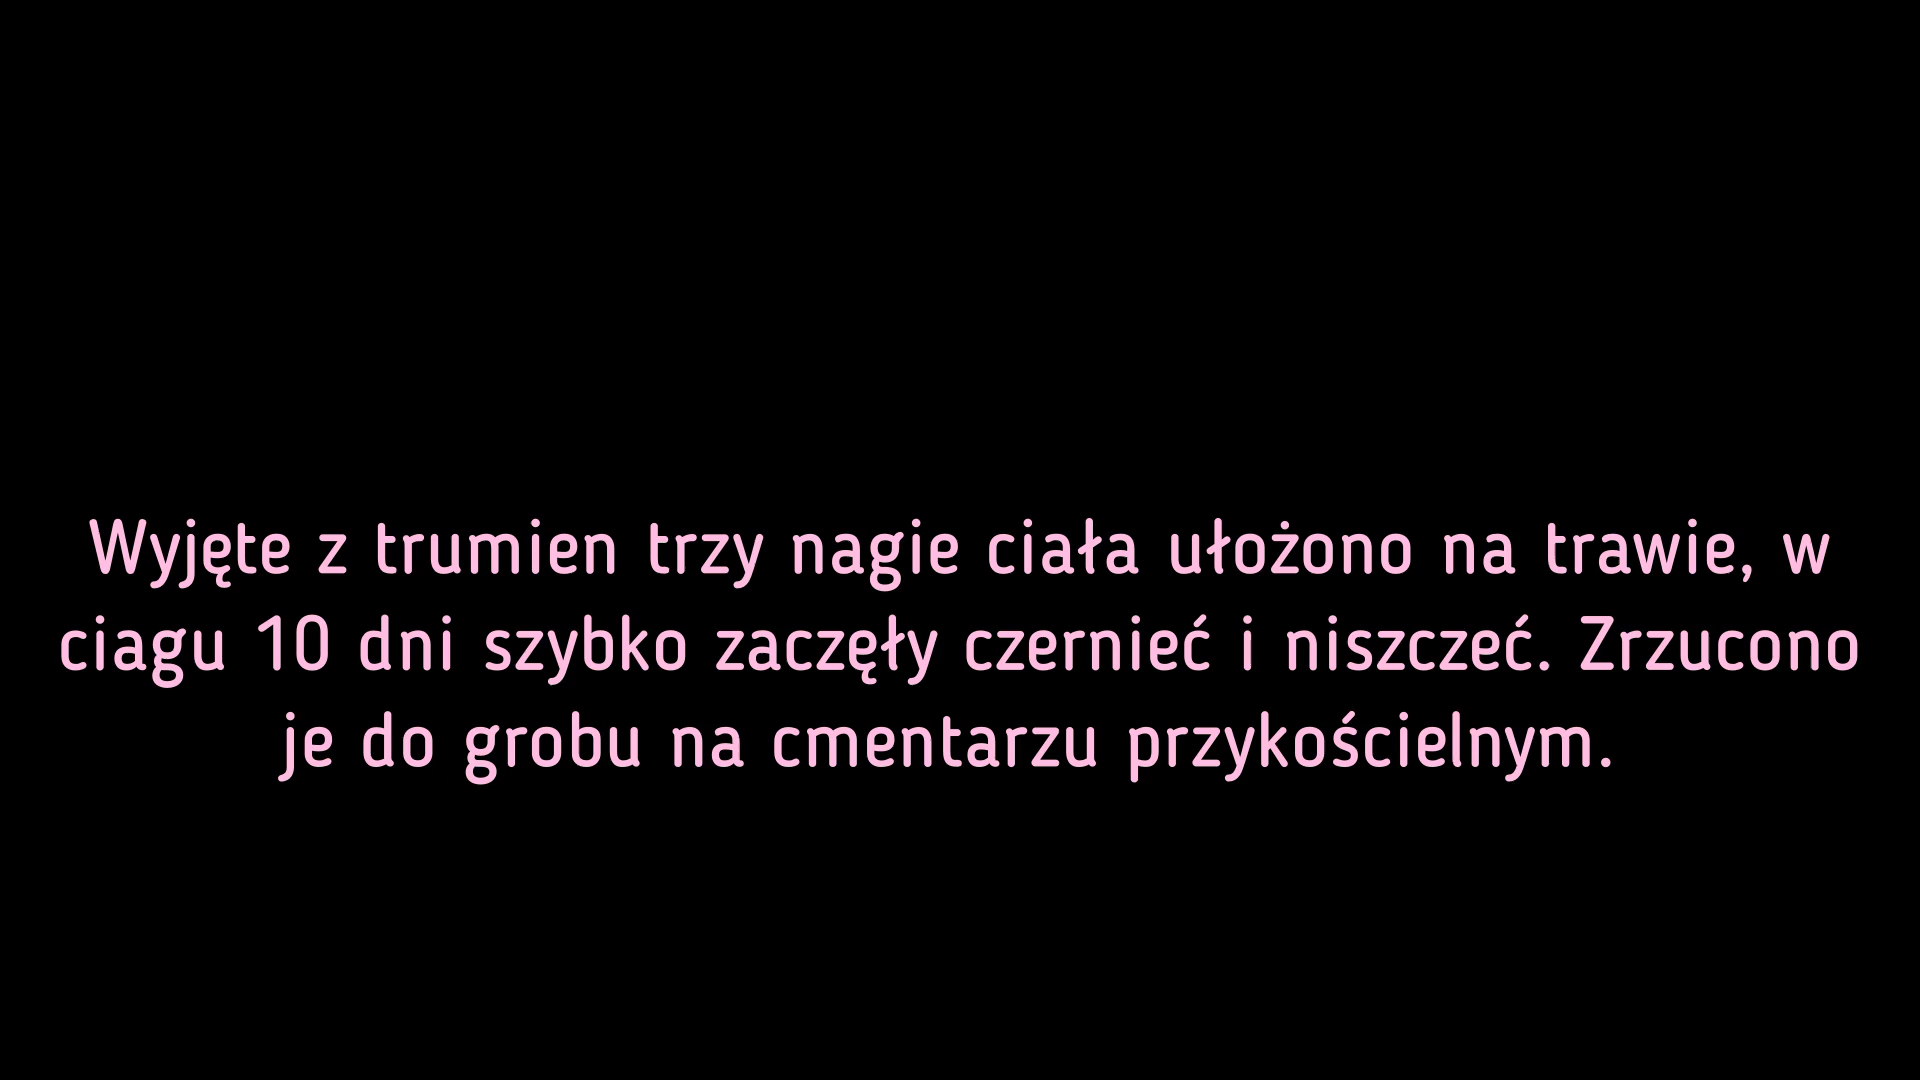 Wyjęte z trumien trzy nagie ciała ułożono na trawie, w
ciagu 10 dni szybko zaczęły czernieć i niszczeć. Zrzucono
je do grobu na cmentarzu przykościelnym.